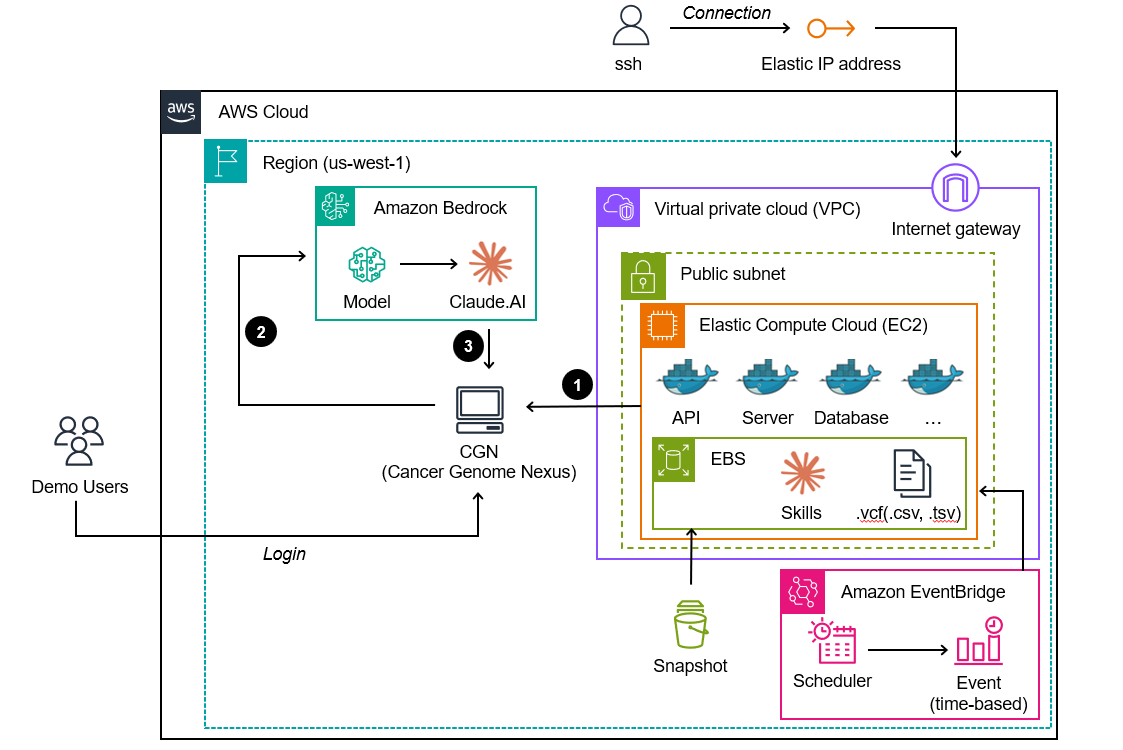 Connection
ssh
Elastic IP address
aws
AWS Cloud
Region (us-west-1)
Amazon Bedrock
Model
Claude.AI
Virtual private cloud (VPC)
Internet gateway
Public subnet
Elastic Compute Cloud (EC2)
API
Server
Database
...
2
3
1
CGN
(Cancer Genome Nexus)
EBS
Skills
.vcf(.csv, .tsv)
Demo Users
Login
Snapshot
Amazon EventBridge
Scheduler
Event
(time-based)